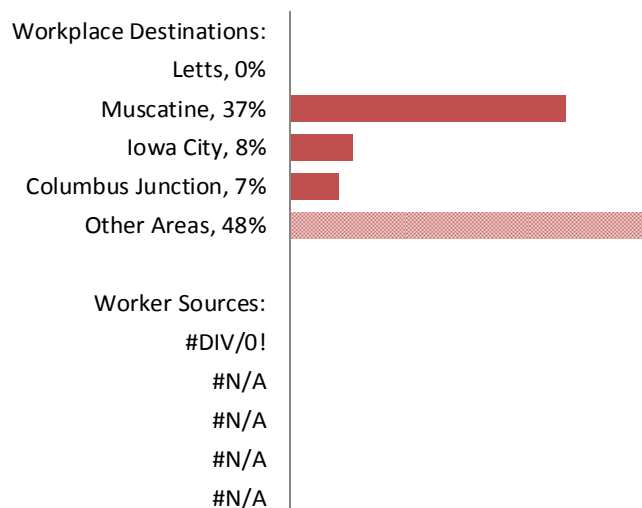 Workplace Destinations:
Letts, 0%
Muscatine, 37%
Iowa City, 8%
Columbus Junction, 7%
Other Areas, 48%
Worker Sources:
#DIV/0!
#N/A
#N/A
#N/A
#N/A